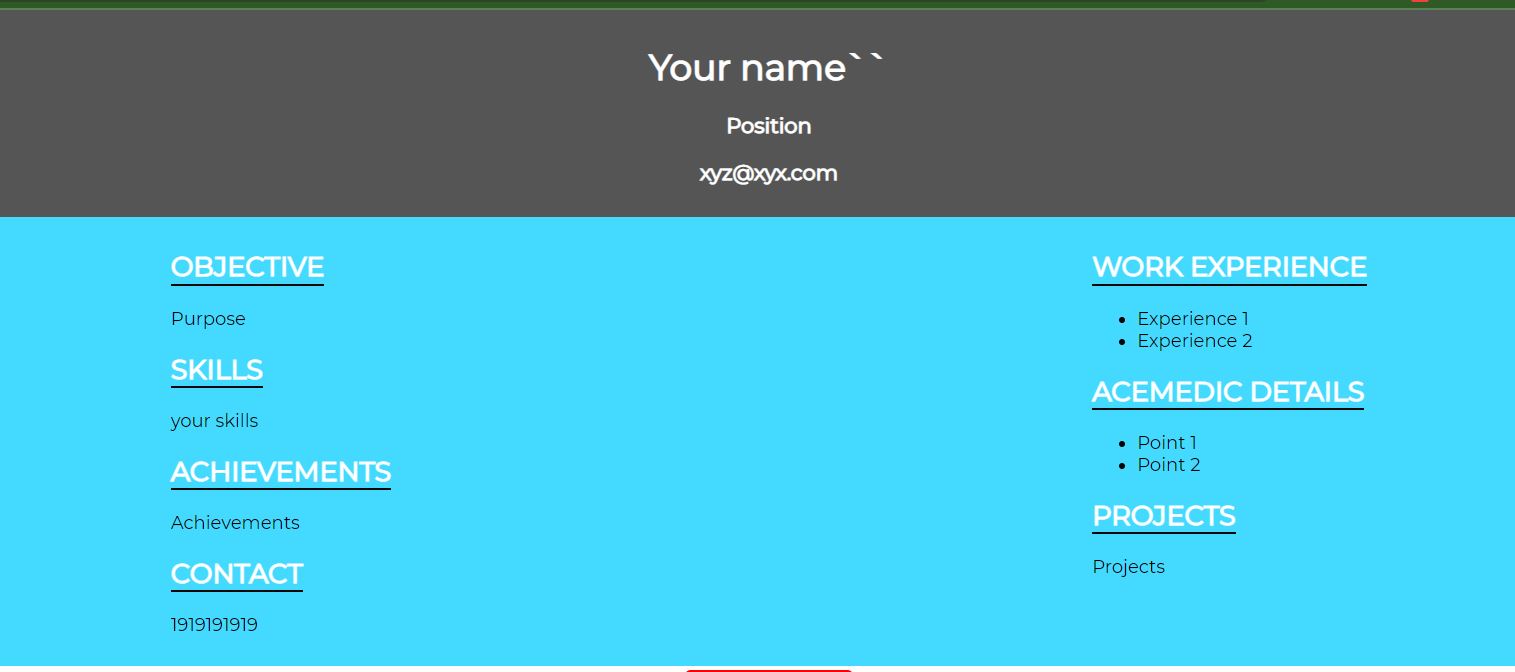 Your name``
Position
xyz@xyx.com
OBJECTIVE
Purpose
SKILLS
your skills
ACHIEVEMENTS
Achievements
CONTACT
1919191919
WORK EXPERIENCE
Experience 1
Experience 2
ACEMEDIC DETAILS
Point 1
Point 2
PROJECTS
Projects